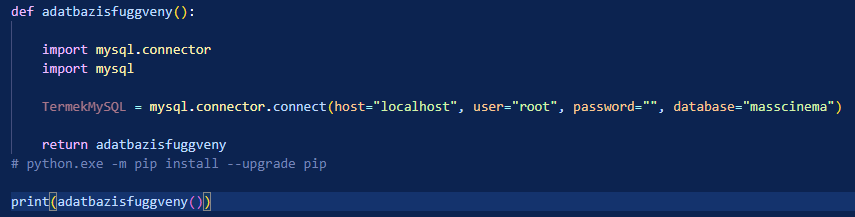 def adatbazisfuggveny():
import mysql.connector
import mysql
TermekMySQL = mysql.connector.connect(host="localhost", user="root", password="", database="masscinema")
return adatbazisfuggveny
# python.exe -m pip install --upgrade pip
print(adatbazisfuggveny())